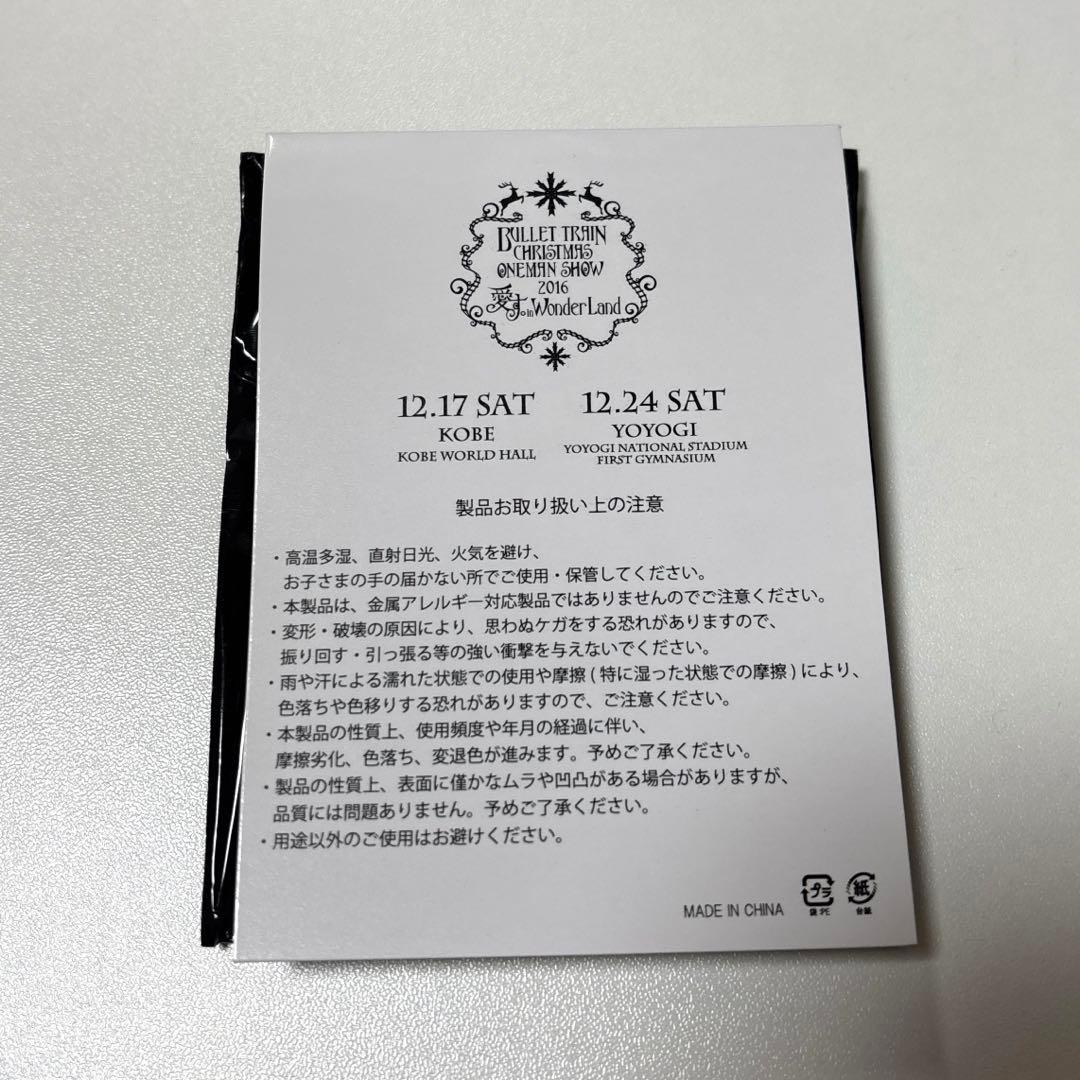 BULLET TRAIN
CHRISTMAS
ONEMAN SHOW
2016
愛す。in WonderLand
12.17 SAT
KOBE
KOBE WORLD HALL
12.24 SAT
YOYOGI
YOYOGI NATIONAL STADIUM
FIRST GYMNASIUM
製品お取り扱い上の注意
・高温多湿、直射日光、火気を避け、
お子さまの手の届かない所でご使用・保管してください。
・本製品は、金属アレルギー対応製品ではありませんのでご注意ください。
・変形・破壊の原因により、思わぬケガをする恐れがありますので、
振り回す・引っ張る等の強い衝撃を与えないでください。
・雨や汗による濡れた状態での使用や摩擦(特に湿った状態での摩擦)により、
色落ちや色移りする恐れがありますので、ご注意ください。
・本製品の性質上、使用頻度や年月の経過に伴い、
摩擦劣化、色落ち、変退色が進みます。予めご了承ください。
・製品の性質上、表面に僅かなムラや凹凸がある場合がありますが、
品質には問題ありません。予めご了承ください。
・用途以外のご使用はお避けください。
MADE IN CHINA
プラ
袋:PE
紙
台紙